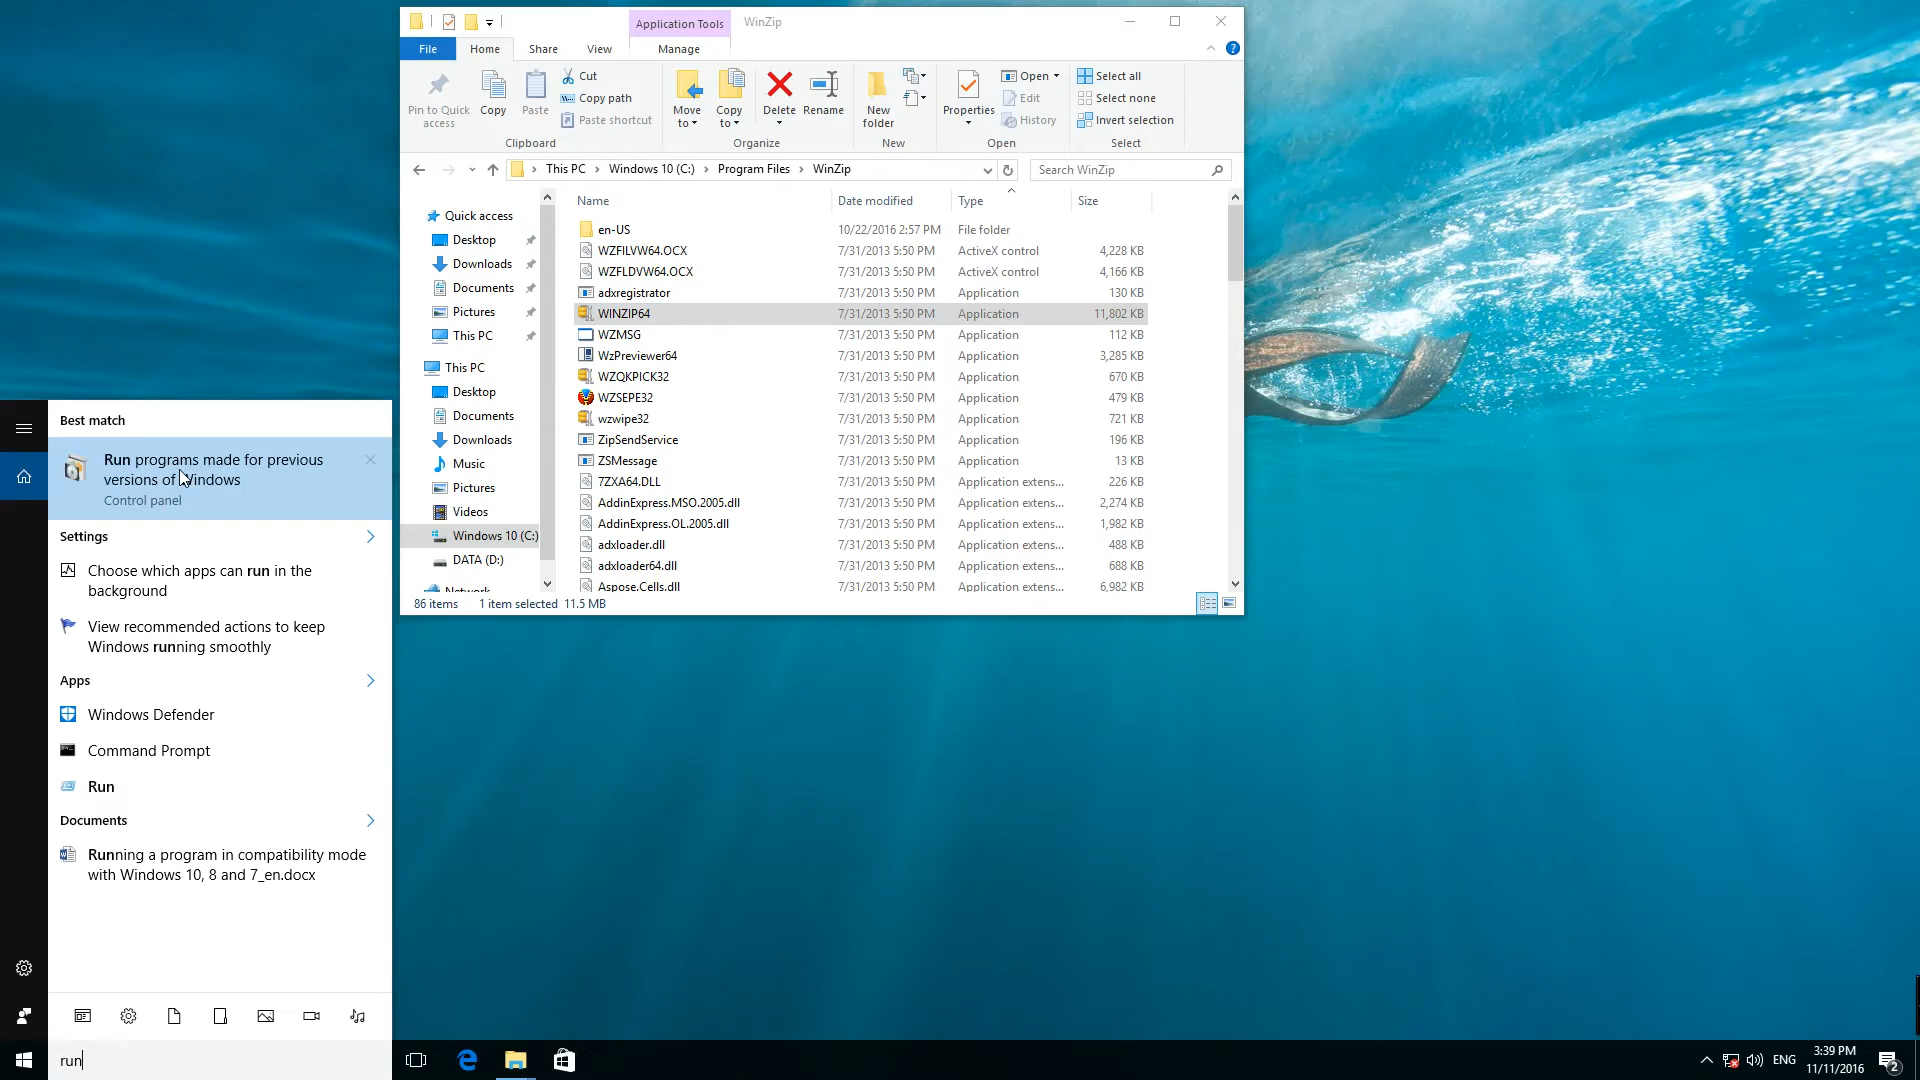 Application Tools
WinZip
File
Home
Share
View
Manage
Pin to Quick
access
Copy
Paste
Cut
Copy path
Paste shortcut
Clipboard
Move
to
Copy
to
Delete
Rename
Organize
New
folder
New
Properties
Open
Edit
History
Open
Select all
Select none
Invert selection
Select
This PC
Windows 10 (C:)
Program Files
WinZip
Search WinZip
Quick access
Desktop
Downloads
Documents
Pictures
This PC
This PC
Desktop
Documents
Downloads
Music
Pictures
Videos
Windows 10 (C:)
DATA (D:)
Network
Name Date modified Type Size
en-US 10/22/2016 2:57 PM File folder
WZFILVW64.OCX 7/31/2013 5:50 PM ActiveX control 4,228 KB
WZFLDVW64.OCX 7/31/2013 5:50 PM ActiveX control 4,166 KB
adxregistrator 7/31/2013 5:50 PM Application 130 KB
WINZIP64 7/31/2013 5:50 PM Application 11,802 KB
WZMSG 7/31/2013 5:50 PM Application 112 KB
WzPreviewer64 7/31/2013 5:50 PM Application 3,285 KB
WZQKPICK32 7/31/2013 5:50 PM Application 670 KB
WZSEPE32 7/31/2013 5:50 PM Application 479 KB
wzwipe32 7/31/2013 5:50 PM Application 721 KB
ZipSendService 7/31/2013 5:50 PM Application 196 KB
ZSMessage 7/31/2013 5:50 PM Application 13 KB
7ZXA64.DLL 7/31/2013 5:50 PM Application extens... 226 KB
AddinExpress.MSO.2005.dll 7/31/2013 5:50 PM Application extens... 2,274 KB
AddinExpress.OL.2005.dll 7/31/2013 5:50 PM Application extens... 1,982 KB
adxloader.dll 7/31/2013 5:50 PM Application extens... 488 KB
adxloader64.dll 7/31/2013 5:50 PM Application extens... 688 KB
Aspose.Cells.dll 7/31/2013 5:50 PM Application extens... 6,982 KB
86 items 1 item selected 11.5 MB
Best match
Run programs made for previous
versions of Windows
Control panel
Settings
Choose which apps can run in the
background
View recommended actions to keep
Windows running smoothly
Apps
Windows Defender
Command Prompt
Run
Documents
Running a program in compatibility mode
with Windows 10, 8 and 7_en.docx
run
ENG
3:39 PM
11/11/2016
2